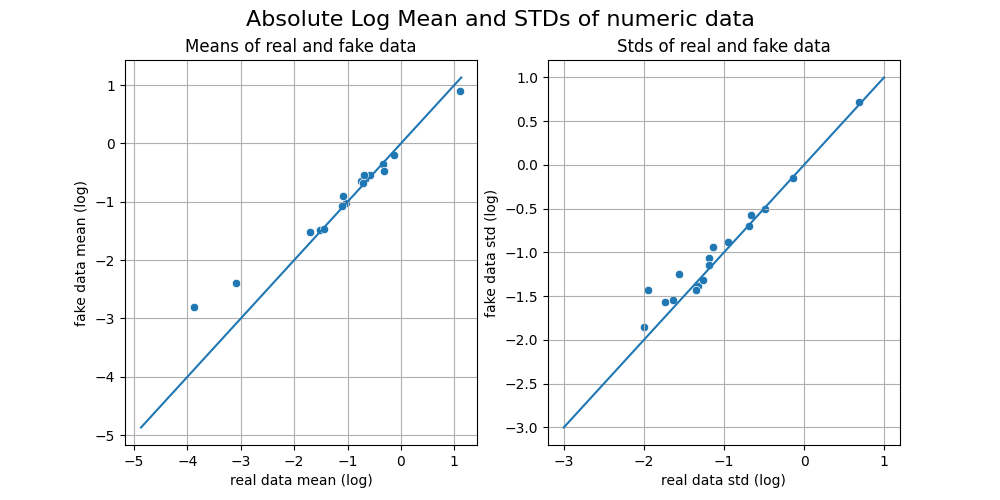 Absolute Log Mean and STDs of numeric data
Means of real and fake data
Stds of real and fake data
1
0
−1
−2
−3
−4
−5
fake data mean (log)
−5 −4 −3 −2 −1 0 1
real data mean (log)
1.0
0.5
0.0
−0.5
−1.0
−1.5
−2.0
−2.5
−3.0
fake data std (log)
−3 −2 −1 0 1
real data std (log)